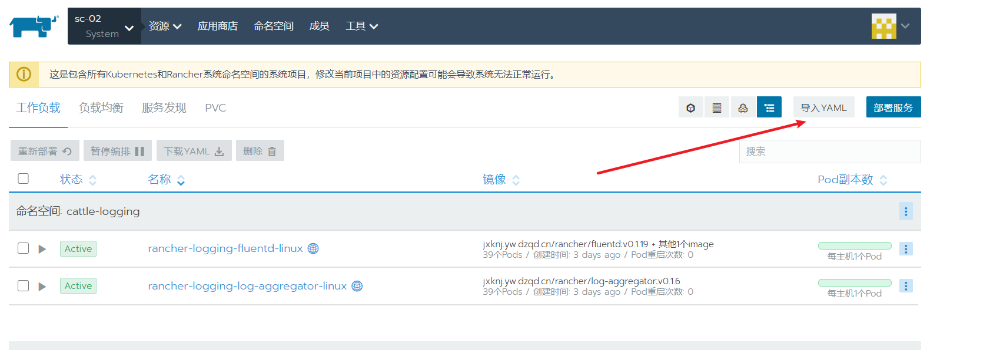 sc-02
System
资源 应用商店 命名空间 成员 工具
这是包含所有Kubernetes和Rancher系统命名空间的系统项目，修改当前项目中的资源配置可能会导致系统无法正常运行。
工作负载 负载均衡 服务发现 PVC 导入YAML 部署服务
重新部署 暂停编排 下载YAML 删除 搜索
状态 名称 镜像 Pod副本数
命名空间: cattle-logging
Active rancher-logging-fluentd-linux jxknj.yw.dzqd.cn/rancher/fluentd:v0.1.19 + 其他1个image
39个Pods / 创建时间: 3 days ago / Pod重启次数: 0 每主机1个Pod
Active rancher-logging-log-aggregator-linux jxknj.yw.dzqd.cn/rancher/log-aggregator:v0.1.6
39个Pods / 创建时间: 3 days ago / Pod重启次数: 0 每主机1个Pod